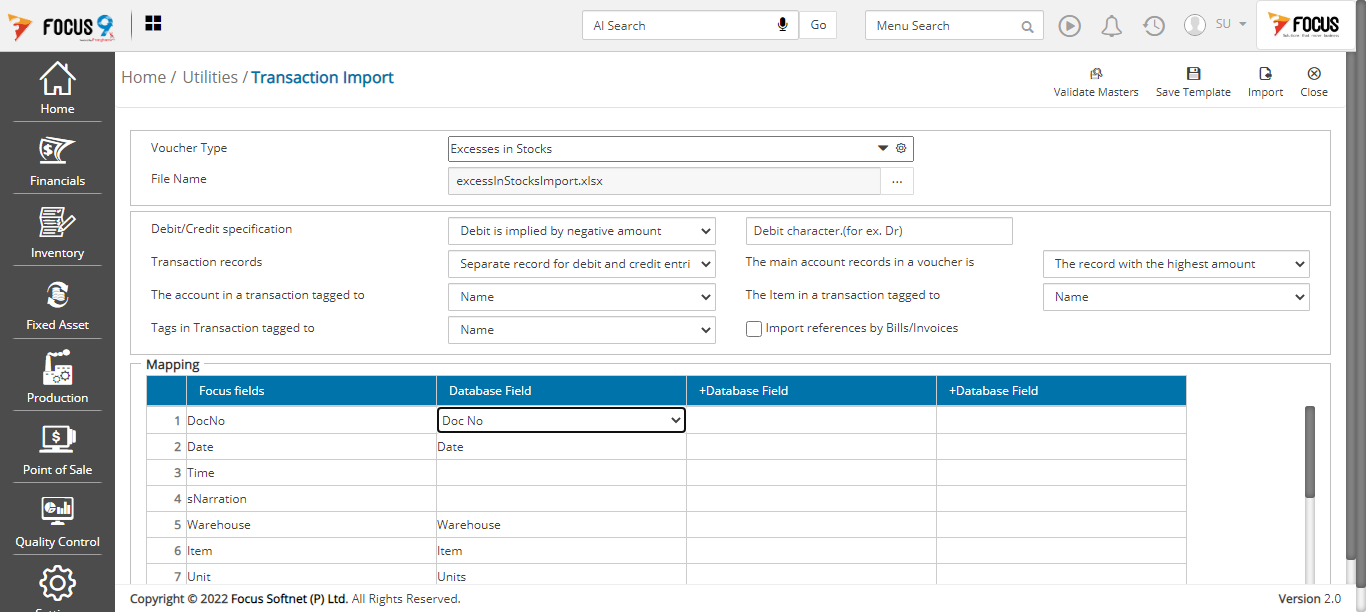 FOCUS 9
AI Search
Go
Menu Search
SU
FOCUS
Home / Utilities / Transaction Import
Validate Masters
Save Template
Import
Close
Home
Financials
Inventory
Fixed Asset
Production
Point of Sale
Quality Control
Voucher Type
Excesses in Stocks
File Name
excessInStocksImport.xlsx
...
Debit/Credit specification
Debit is implied by negative amount
Debit character.(for ex. Dr)
Transaction records
Separate record for debit and credit entri
The main account records in a voucher is
The record with the highest amount
The account in a transaction tagged to
Name
The Item in a transaction tagged to
Name
Tags in Transaction tagged to
Name
Import references by Bills/Invoices
Mapping
Focus fields Database Field +Database Field +Database Field
1 DocNo Doc No
2 Date Date
3 Time
4 sNarration
5 Warehouse Warehouse
6 Item Item
7 Unit Units
Copyright © 2022 Focus Softnet (P) Ltd. All Rights Reserved.
Version 2.0